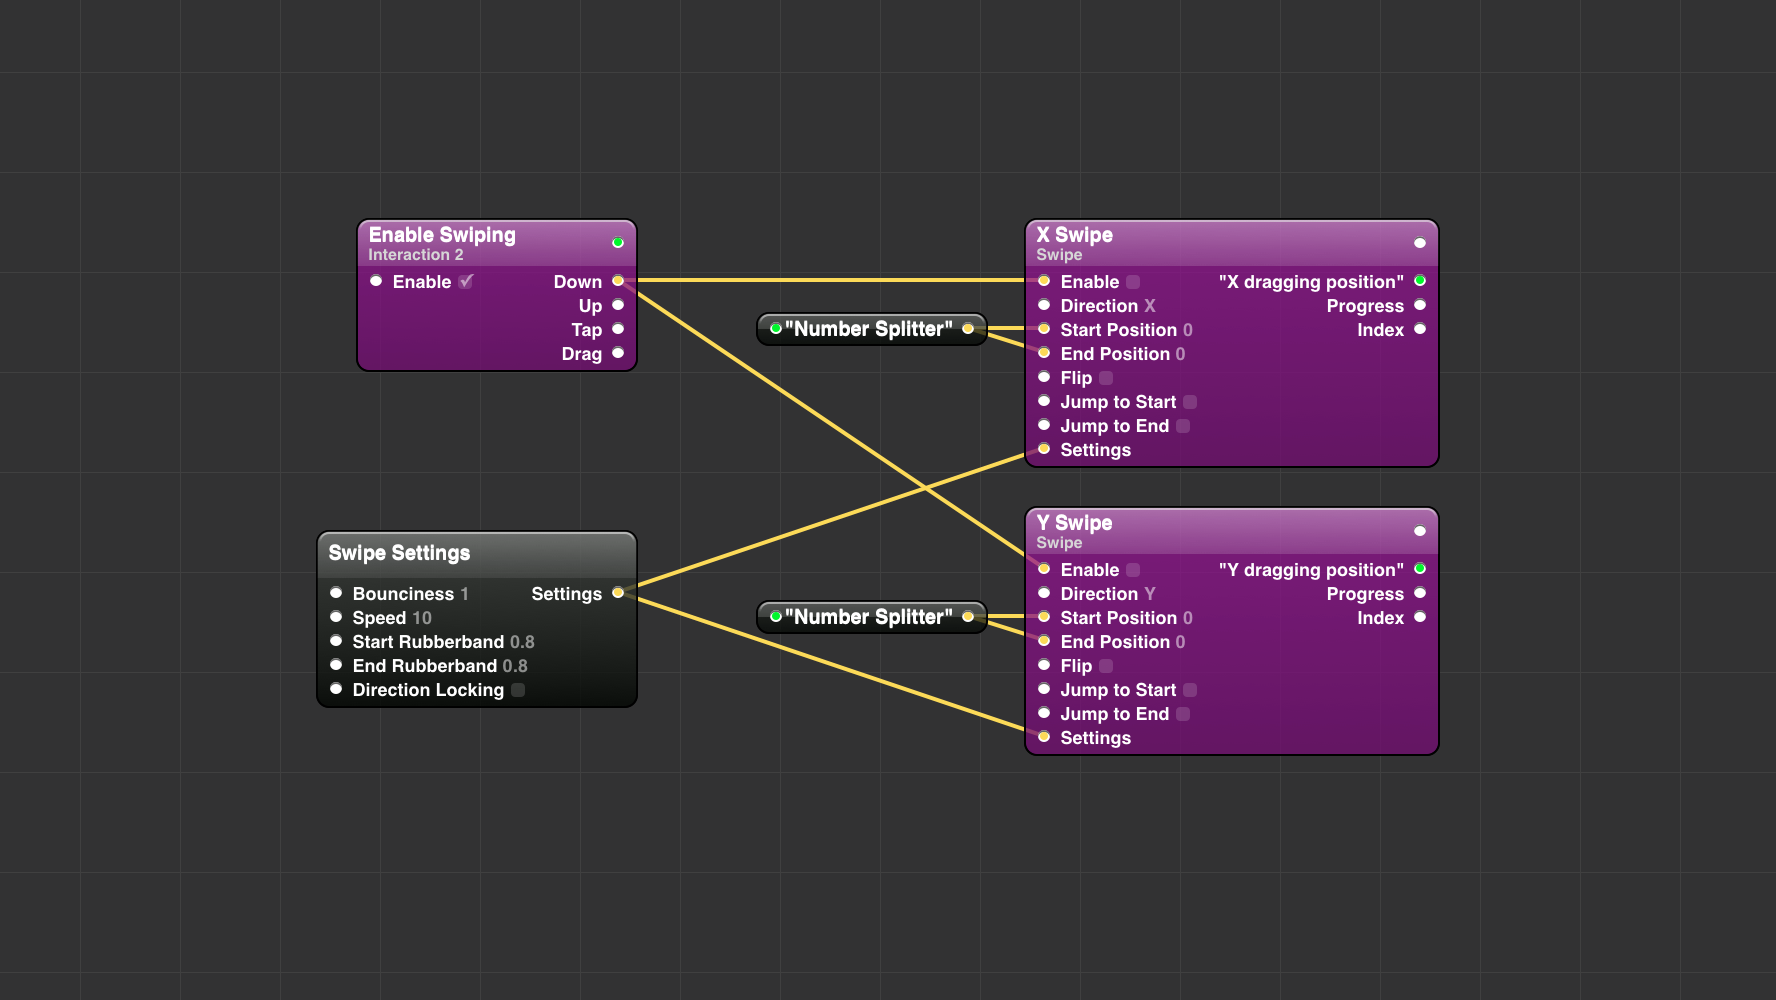 Enable Swiping
Interaction 2
Enable
Down
Up
Tap
Drag
"Number Splitter"
X Swipe
Swipe
Enable
"X dragging position"
Direction X
Progress
Start Position 0
Index
End Position 0
Flip
Jump to Start
Jump to End
Settings
Swipe Settings
Bounciness 1
Settings
Speed 10
Start Rubberband 0.8
End Rubberband 0.8
Direction Locking
"Number Splitter"
Y Swipe
Swipe
Enable
"Y dragging position"
Direction Y
Progress
Start Position 0
Index
End Position 0
Flip
Jump to Start
Jump to End
Settings